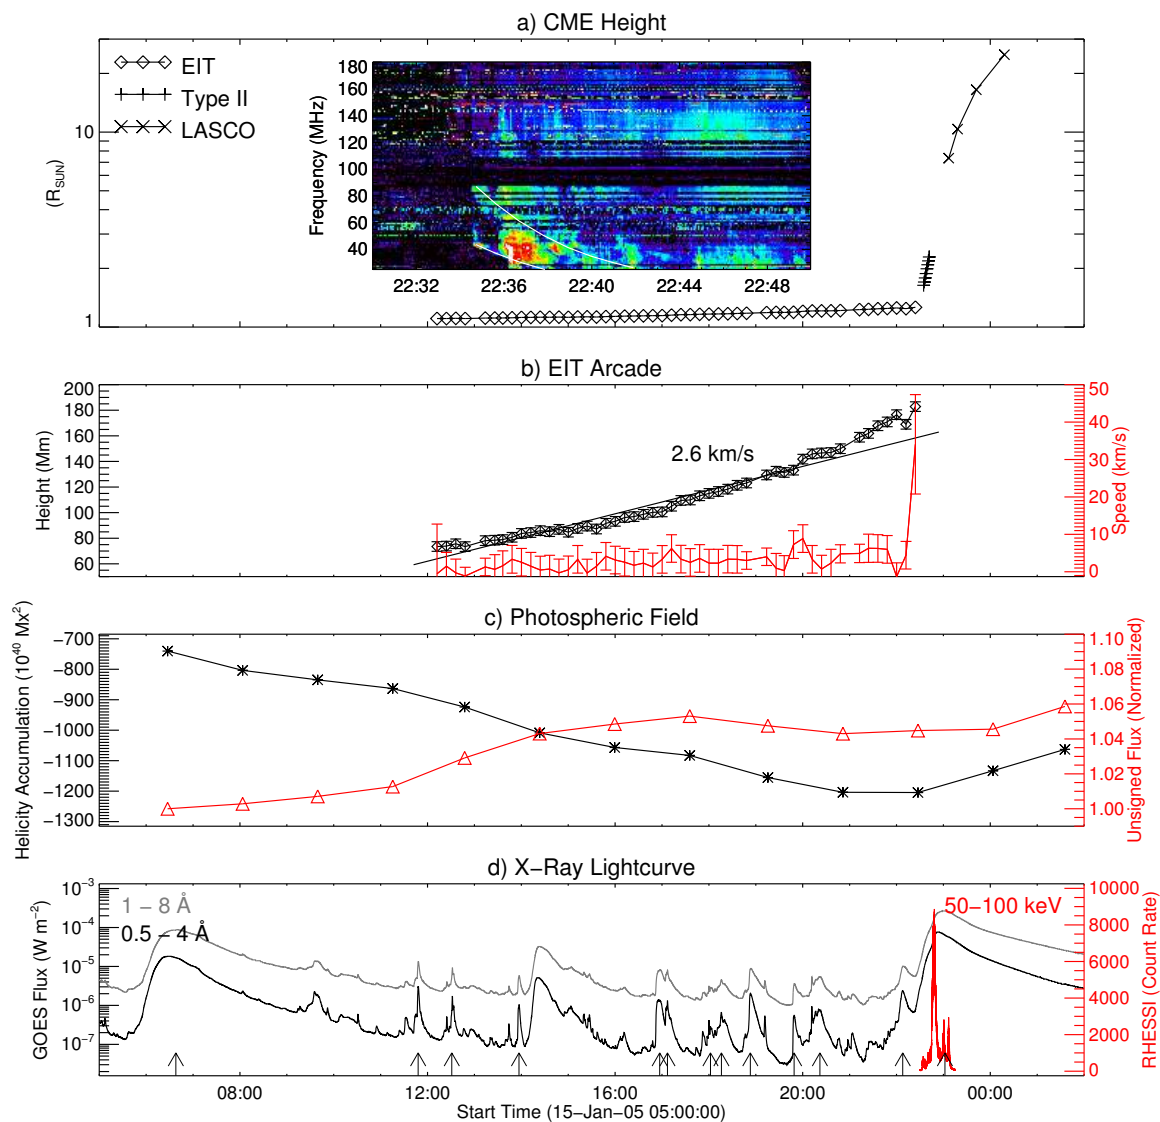 a) CME Height
EIT
Type II
LASCO
10
1
(R_SUN)
Frequency (MHz)
180
160
140
120
100
80
60
40
22:32 22:36 22:40 22:44 22:48
b) EIT Arcade
Height (Mm)
200
180
160
140
120
100
80
60
2.6 km/s
50
40
30
20
10
0
Speed (km/s)
c) Photospheric Field
Helicity Accumulation (10^40 Mx^2)
−700
−800
−900
−1000
−1100
−1200
−1300
1.10
1.08
1.06
1.04
1.02
1.00
Unsigned Flux (Normalized)
d) X−Ray Lightcurve
GOES Flux (W m^−2)
10^−3
10^−4
10^−5
10^−6
10^−7
1 − 8 Å
0.5 − 4 Å
50−100 keV
10000
8000
6000
4000
2000
0
RHESSI (Count Rate)
08:00 12:00 16:00 20:00 00:00
Start Time (15−Jan−05 05:00:00)